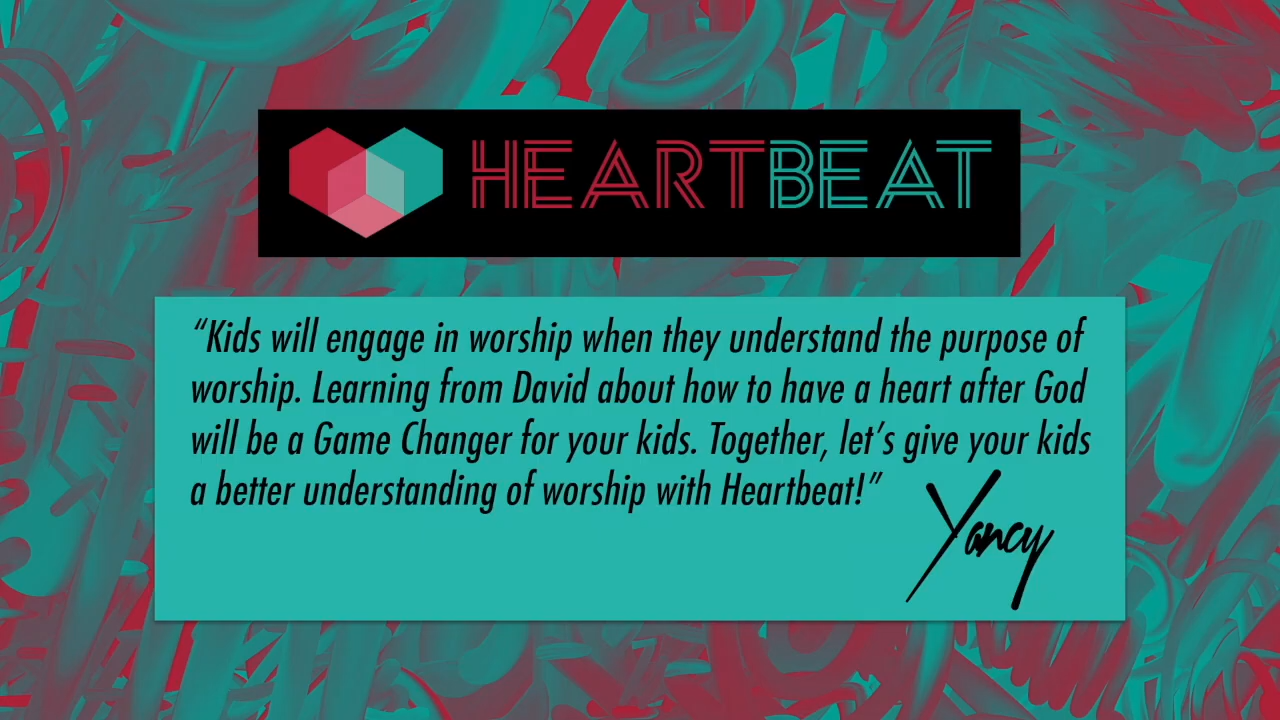 HEARTBEAT
“Kids will engage in worship when they understand the purpose of
worship. Learning from David about how to have a heart after God
will be a Game Changer for your kids. Together, let’s give your kids
a better understanding of worship with Heartbeat!”
Yancy